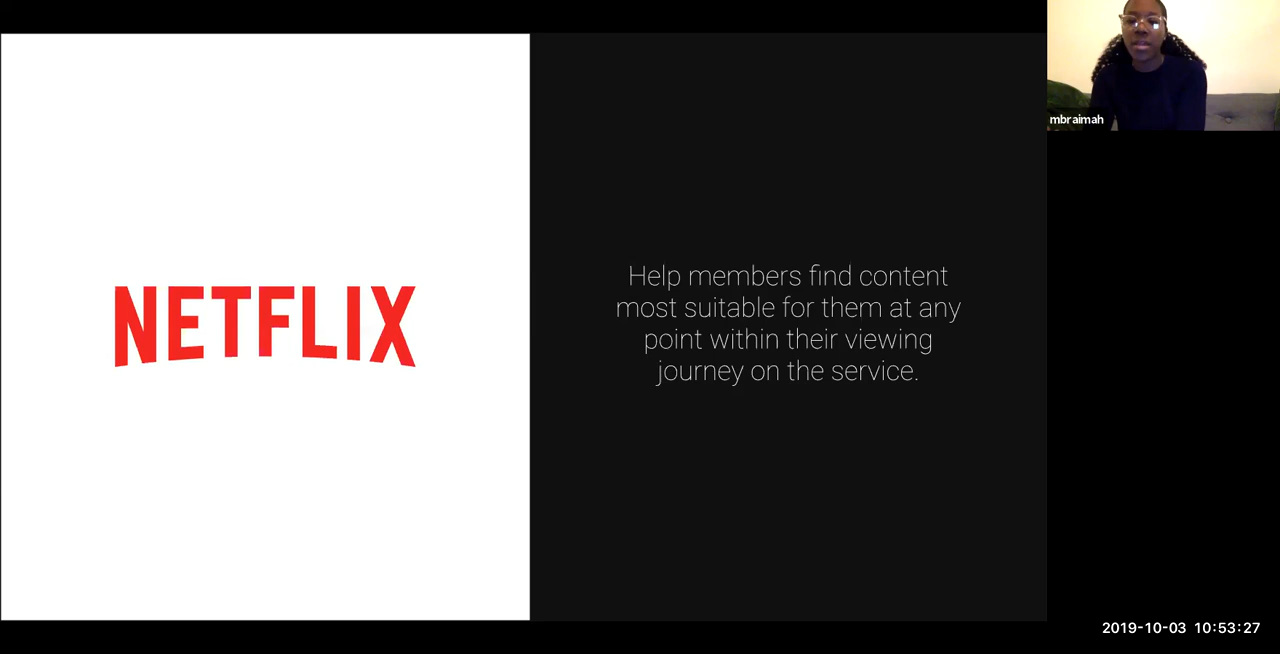 NETFLIX
Help members find content
most suitable for them at any
point within their viewing
journey on the service.
mbraimah
2019-10-03 10:53:27